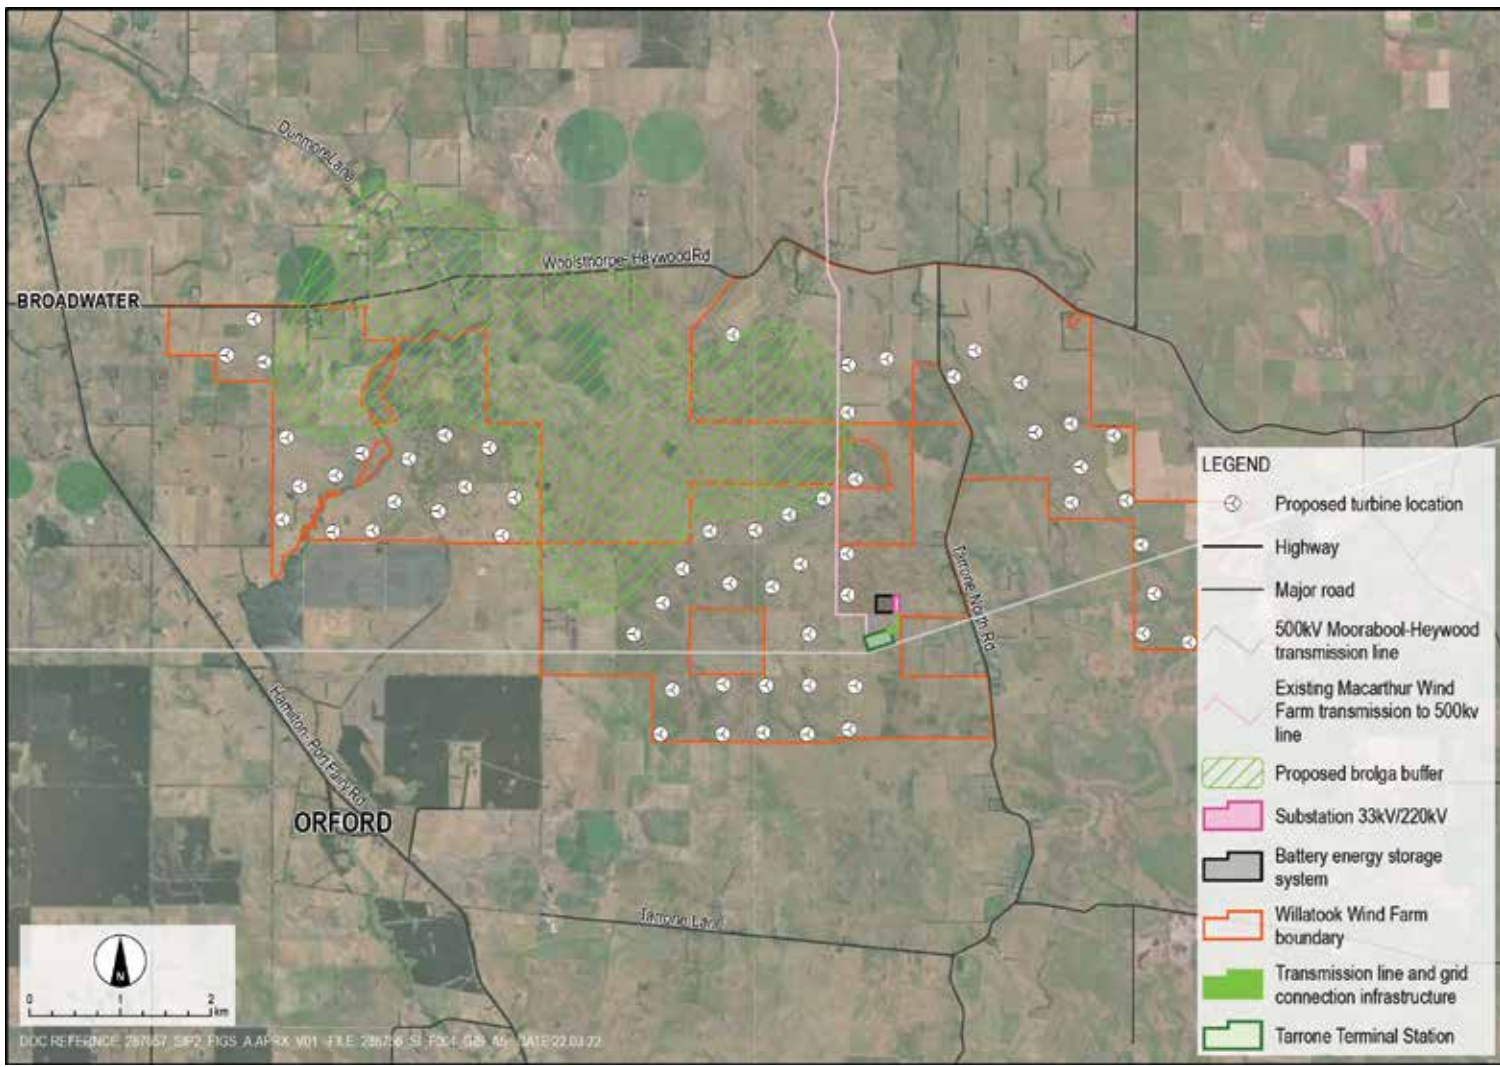 Dunmore Lane
Woolsthorpe- Heywood Rd
BROADWATER
Tarrone North Rd
Hamilton- Port Fairy Rd
ORFORD
Tarrone Lane
LEGEND
Proposed turbine location
Highway
Major road
500kV Moorabool-Heywood
transmission line
Existing Macarthur Wind
Farm transmission to 500kv
line
Proposed brolga buffer
Substation 33kV/220kV
Battery energy storage
system
Willatook Wind Farm
boundary
Transmission line and grid
connection infrastructure
Tarrone Terminal Station
N
0 1 2
km
DOC REFERENCE